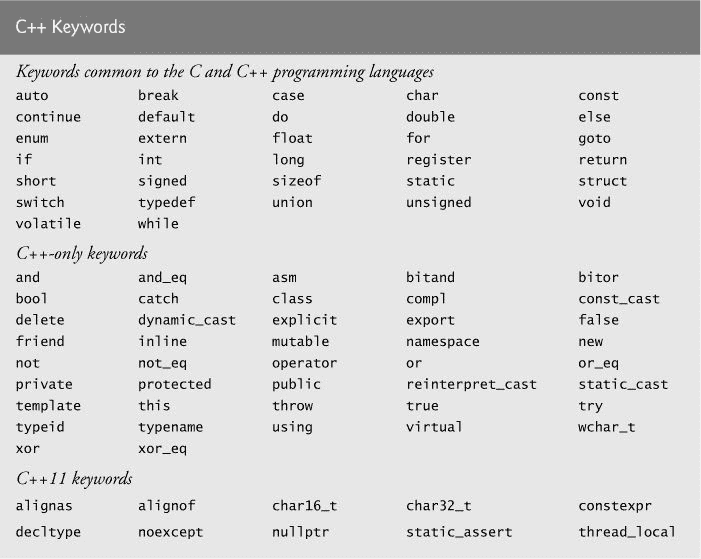 C++ Keywords
Keywords common to the C and C++ programming languages
auto break case char const
continue default do double else
enum extern float for goto
if int long register return
short signed sizeof static struct
switch typedef union unsigned void
volatile while
C++-only keywords
and and_eq asm bitand bitor
bool catch class compl const_cast
delete dynamic_cast explicit export false
friend inline mutable namespace new
not not_eq operator or or_eq
private protected public reinterpret_cast static_cast
template this throw true try
typeid typename using virtual wchar_t
xor xor_eq
C++11 keywords
alignas alignof char16_t char32_t constexpr
decltype noexcept nullptr static_assert thread_local